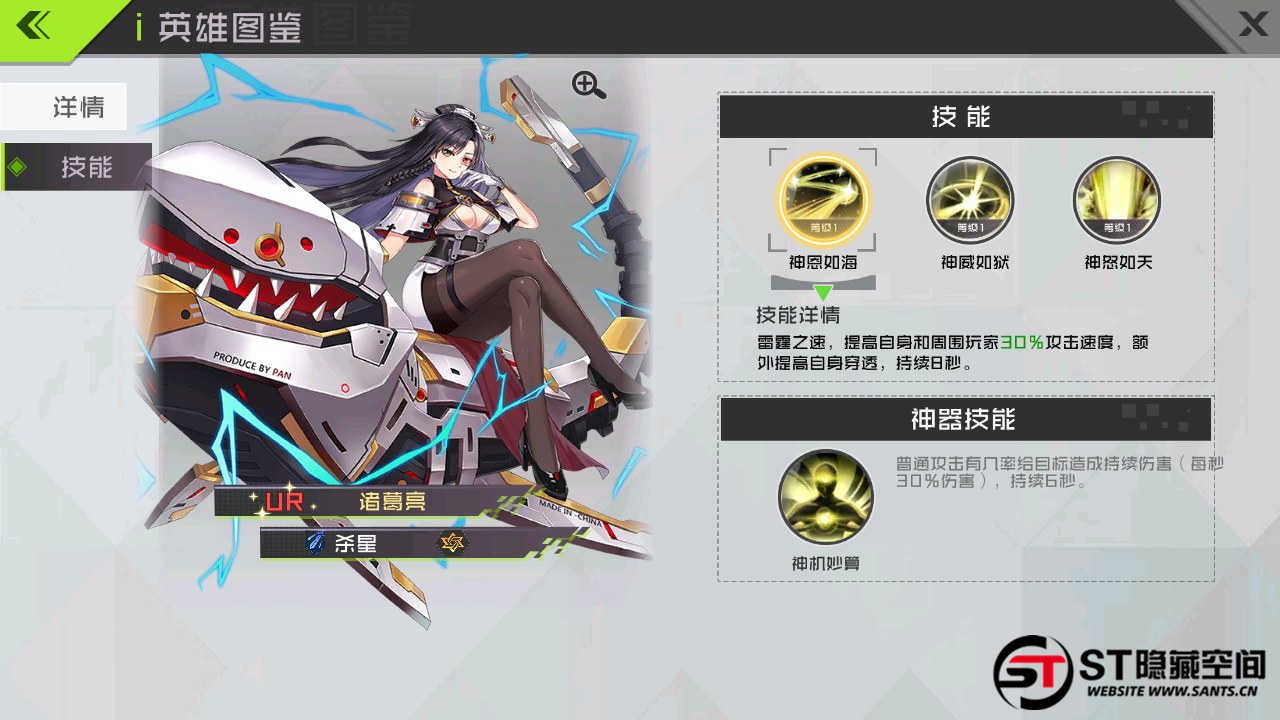 英雄图鉴
详情
技能
PRODUCE BY PAN
UR 诸葛亮
MADE IN -CHINA
杀星
技能
等级1 等级1 等级1
神恩如海 神威如狱 神怒如天
技能详情
雷霆之速，提高自身和周围玩家30%攻击速度，额
外提高自身穿透，持续8秒。
神器技能
普通攻击有几率给目标造成持续伤害（每秒
30%伤害），持续6秒。
神机妙算
ST隐藏空间
WEBSITE WWW.SANTS.CN